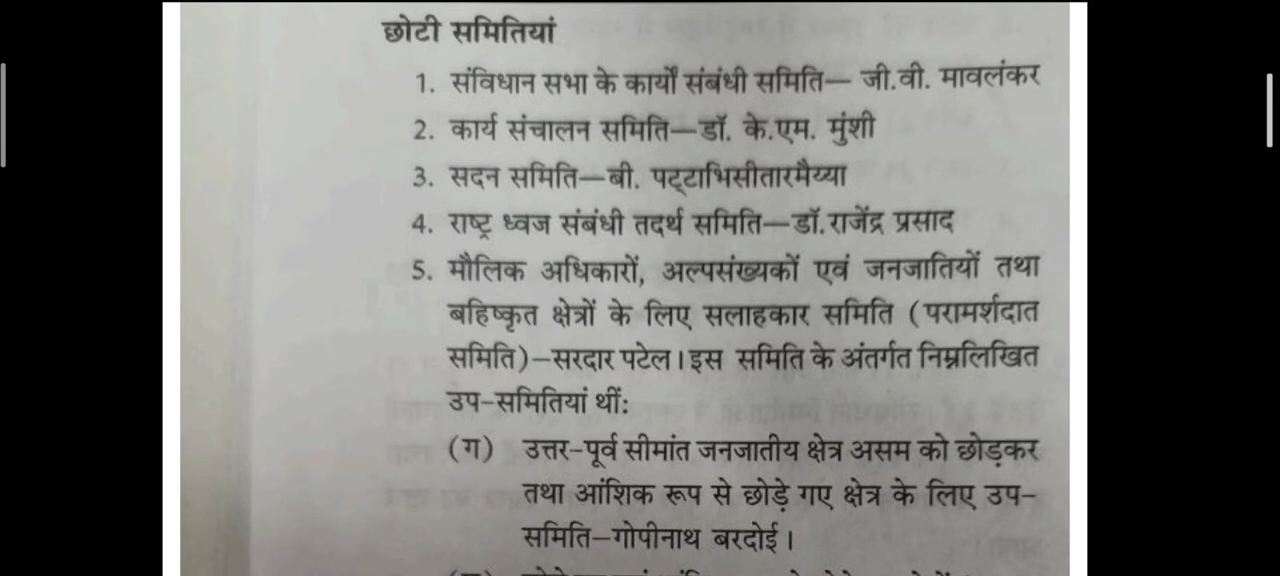 छोटी समितियां
1. संविधान सभा के कार्यों संबंधी समिति— जी.वी. मावलंकर
2. कार्य संचालन समिति—डॉ. के.एम. मुंशी
3. सदन समिति—बी. पट्टाभिसीतारमैय्या
4. राष्ट्र ध्वज संबंधी तदर्थ समिति—डॉ.राजेंद्र प्रसाद
5. मौलिक अधिकारों, अल्पसंख्यकों एवं जनजातियों तथा
बहिष्कृत क्षेत्रों के लिए सलाहकार समिति (परामर्शदात
समिति)–सरदार पटेल। इस समिति के अंतर्गत निम्नलिखित
उप-समितियां थीं:
(ग) उत्तर-पूर्व सीमांत जनजातीय क्षेत्र असम को छोड़कर
तथा आंशिक रूप से छोड़े गए क्षेत्र के लिए उप-
समिति–गोपीनाथ बरदोई।